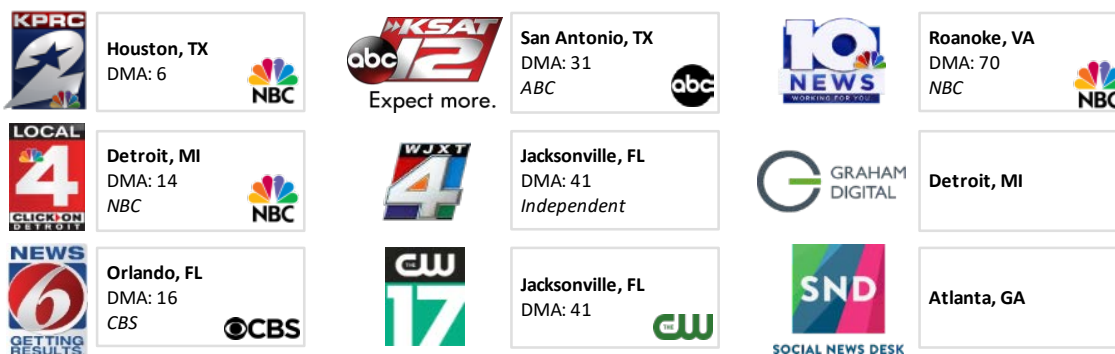 KPRC
2
Houston, TX
DMA: 6
NBC
KSAT
abc
12
Expect more.
San Antonio, TX
DMA: 31
ABC
abc
10
NEWS
WORKING FOR YOU
Roanoke, VA
DMA: 70
NBC
NBC
LOCAL
4
CLICK ON
DETROIT
Detroit, MI
DMA: 14
NBC
NBC
WJXT
4
Jacksonville, FL
DMA: 41
Independent
GRAHAM
DIGITAL
Detroit, MI
NEWS
6
GETTING
RESULTS
Orlando, FL
DMA: 16
CBS
CBS
THE CW
17
Jacksonville, FL
DMA: 41
THE CW
SND
SOCIAL NEWS DESK
Atlanta, GA